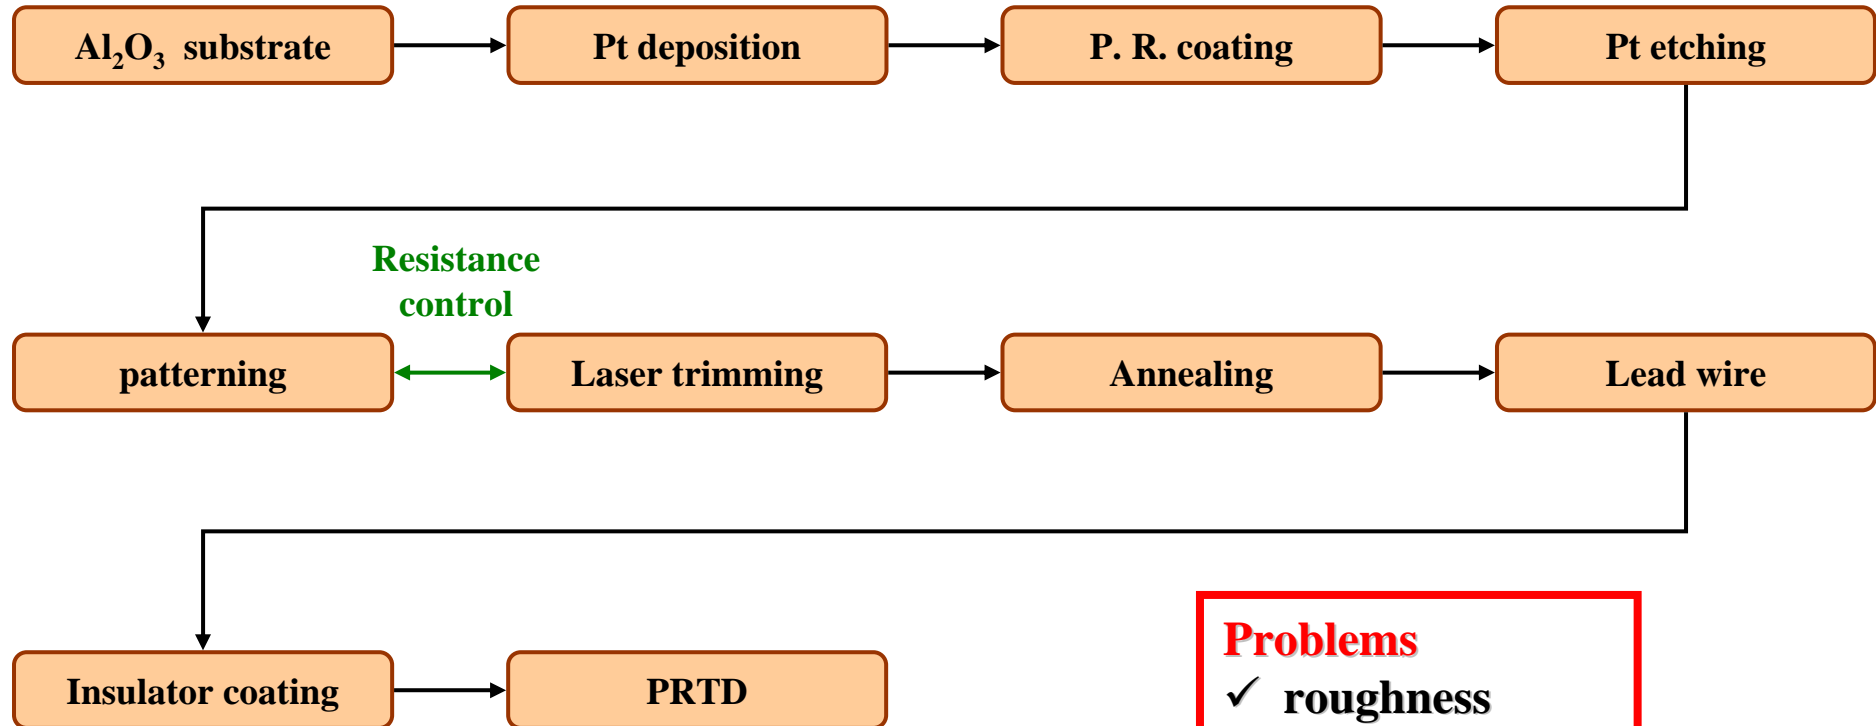 Al₂O₃ substrate
Pt deposition
P. R. coating
Pt etching
Resistance
control
patterning
Laser trimming
Annealing
Lead wire
Insulator coating
PRTD
Problems
✓ roughness